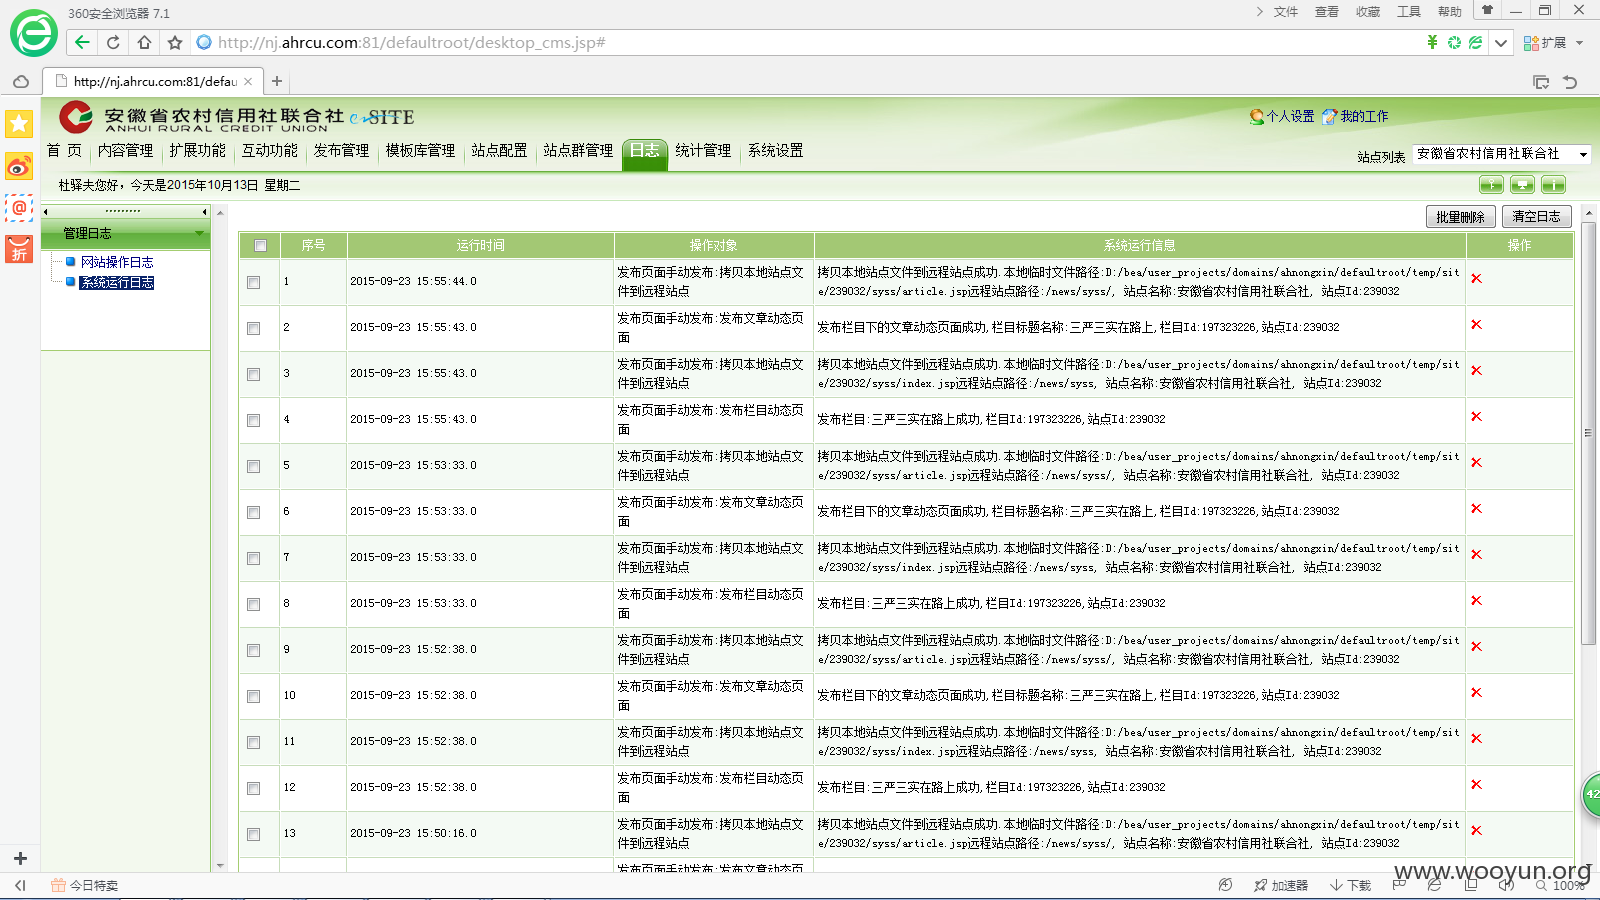 360安全浏览器 7.1
文件 查看 收藏 工具 帮助
http://nj.ahrcu.com:81/defaultroot/desktop_cms.jsp#
扩展
http://nj.ahrcu.com:81/defau
安徽省农村信用社联合社 e-SITE
ANHUI RURAL CREDIT UNION
个人设置 我的工作
首 页 内容管理 扩展功能 互动功能 发布管理 模板库管理 站点配置 站点群管理 日志 统计管理 系统设置
站点列表 安徽省农村信用社联合社
杜驿夫您好，今天是2015年10月13日 星期二
批量删除 清空日志
管理日志
网站操作日志
系统运行日志
序号 运行时间 操作对象 系统运行信息 操作
1 2015-09-23 15:55:44.0 发布页面手动发布:拷贝本地站点文件到远程站点 拷贝本地站点文件到远程站点成功.本地临时文件路径:D:/bea/user_projects/domains/ahnongxin/defaultroot/temp/site/239032/syss/article.jsp远程站点路径:/news/syss/, 站点名称:安徽省农村信用社联合社, 站点Id:239032
2 2015-09-23 15:55:43.0 发布页面手动发布:发布文章动态页面 发布栏目下的文章动态页面成功,栏目标题名称:三严三实在路上,栏目Id:197323226,站点Id:239032
3 2015-09-23 15:55:43.0 发布页面手动发布:拷贝本地站点文件到远程站点 拷贝本地站点文件到远程站点成功.本地临时文件路径:D:/bea/user_projects/domains/ahnongxin/defaultroot/temp/site/239032/syss/index.jsp远程站点路径:/news/syss, 站点名称:安徽省农村信用社联合社, 站点Id:239032
4 2015-09-23 15:55:43.0 发布页面手动发布:发布栏目动态页面 发布栏目:三严三实在路上成功,栏目Id:197323226,站点Id:239032
5 2015-09-23 15:53:33.0 发布页面手动发布:拷贝本地站点文件到远程站点 拷贝本地站点文件到远程站点成功.本地临时文件路径:D:/bea/user_projects/domains/ahnongxin/defaultroot/temp/site/239032/syss/article.jsp远程站点路径:/news/syss/, 站点名称:安徽省农村信用社联合社, 站点Id:239032
6 2015-09-23 15:53:33.0 发布页面手动发布:发布文章动态页面 发布栏目下的文章动态页面成功,栏目标题名称:三严三实在路上,栏目Id:197323226,站点Id:239032
7 2015-09-23 15:53:33.0 发布页面手动发布:拷贝本地站点文件到远程站点 拷贝本地站点文件到远程站点成功.本地临时文件路径:D:/bea/user_projects/domains/ahnongxin/defaultroot/temp/site/239032/syss/index.jsp远程站点路径:/news/syss, 站点名称:安徽省农村信用社联合社, 站点Id:239032
8 2015-09-23 15:53:33.0 发布页面手动发布:发布栏目动态页面 发布栏目:三严三实在路上成功,栏目Id:197323226,站点Id:239032
9 2015-09-23 15:52:38.0 发布页面手动发布:拷贝本地站点文件到远程站点 拷贝本地站点文件到远程站点成功.本地临时文件路径:D:/bea/user_projects/domains/ahnongxin/defaultroot/temp/site/239032/syss/article.jsp远程站点路径:/news/syss/, 站点名称:安徽省农村信用社联合社, 站点Id:239032
10 2015-09-23 15:52:38.0 发布页面手动发布:发布文章动态页面 发布栏目下的文章动态页面成功,栏目标题名称:三严三实在路上,栏目Id:197323226,站点Id:239032
11 2015-09-23 15:52:38.0 发布页面手动发布:拷贝本地站点文件到远程站点 拷贝本地站点文件到远程站点成功.本地临时文件路径:D:/bea/user_projects/domains/ahnongxin/defaultroot/temp/site/239032/syss/index.jsp远程站点路径:/news/syss, 站点名称:安徽省农村信用社联合社, 站点Id:239032
12 2015-09-23 15:52:38.0 发布页面手动发布:发布栏目动态页面 发布栏目:三严三实在路上成功,栏目Id:197323226,站点Id:239032
13 2015-09-23 15:50:16.0 发布页面手动发布:拷贝本地站点文件到远程站点 拷贝本地站点文件到远程站点成功.本地临时文件路径:D:/bea/user_projects/domains/ahnongxin/defaultroot/temp/site/239032/syss/article.jsp远程站点路径:/news/syss/, 站点名称:安徽省农村信用社联合社, 站点Id:239032
发布页面手动发布:发布文章动态页
42
www.wooyun.org
今日特卖 加速器 下载 100%